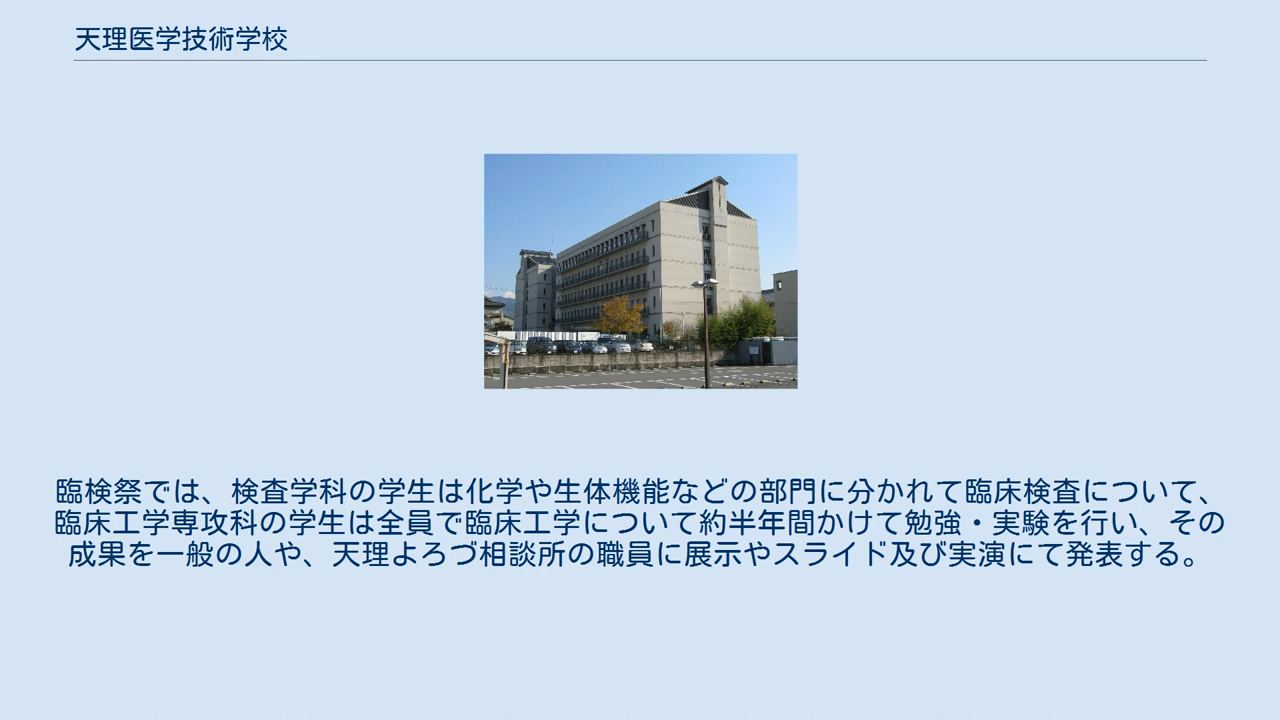 天理医学技術学校
臨検祭では、検査学科の学生は化学や生体機能などの部門に分かれて臨床検査について、
臨床工学専攻科の学生は全員で臨床工学について約半年間かけて勉強・実験を行い、その
成果を一般の人や、天理よろづ相談所の職員に展示やスライド及び実演にて発表する。